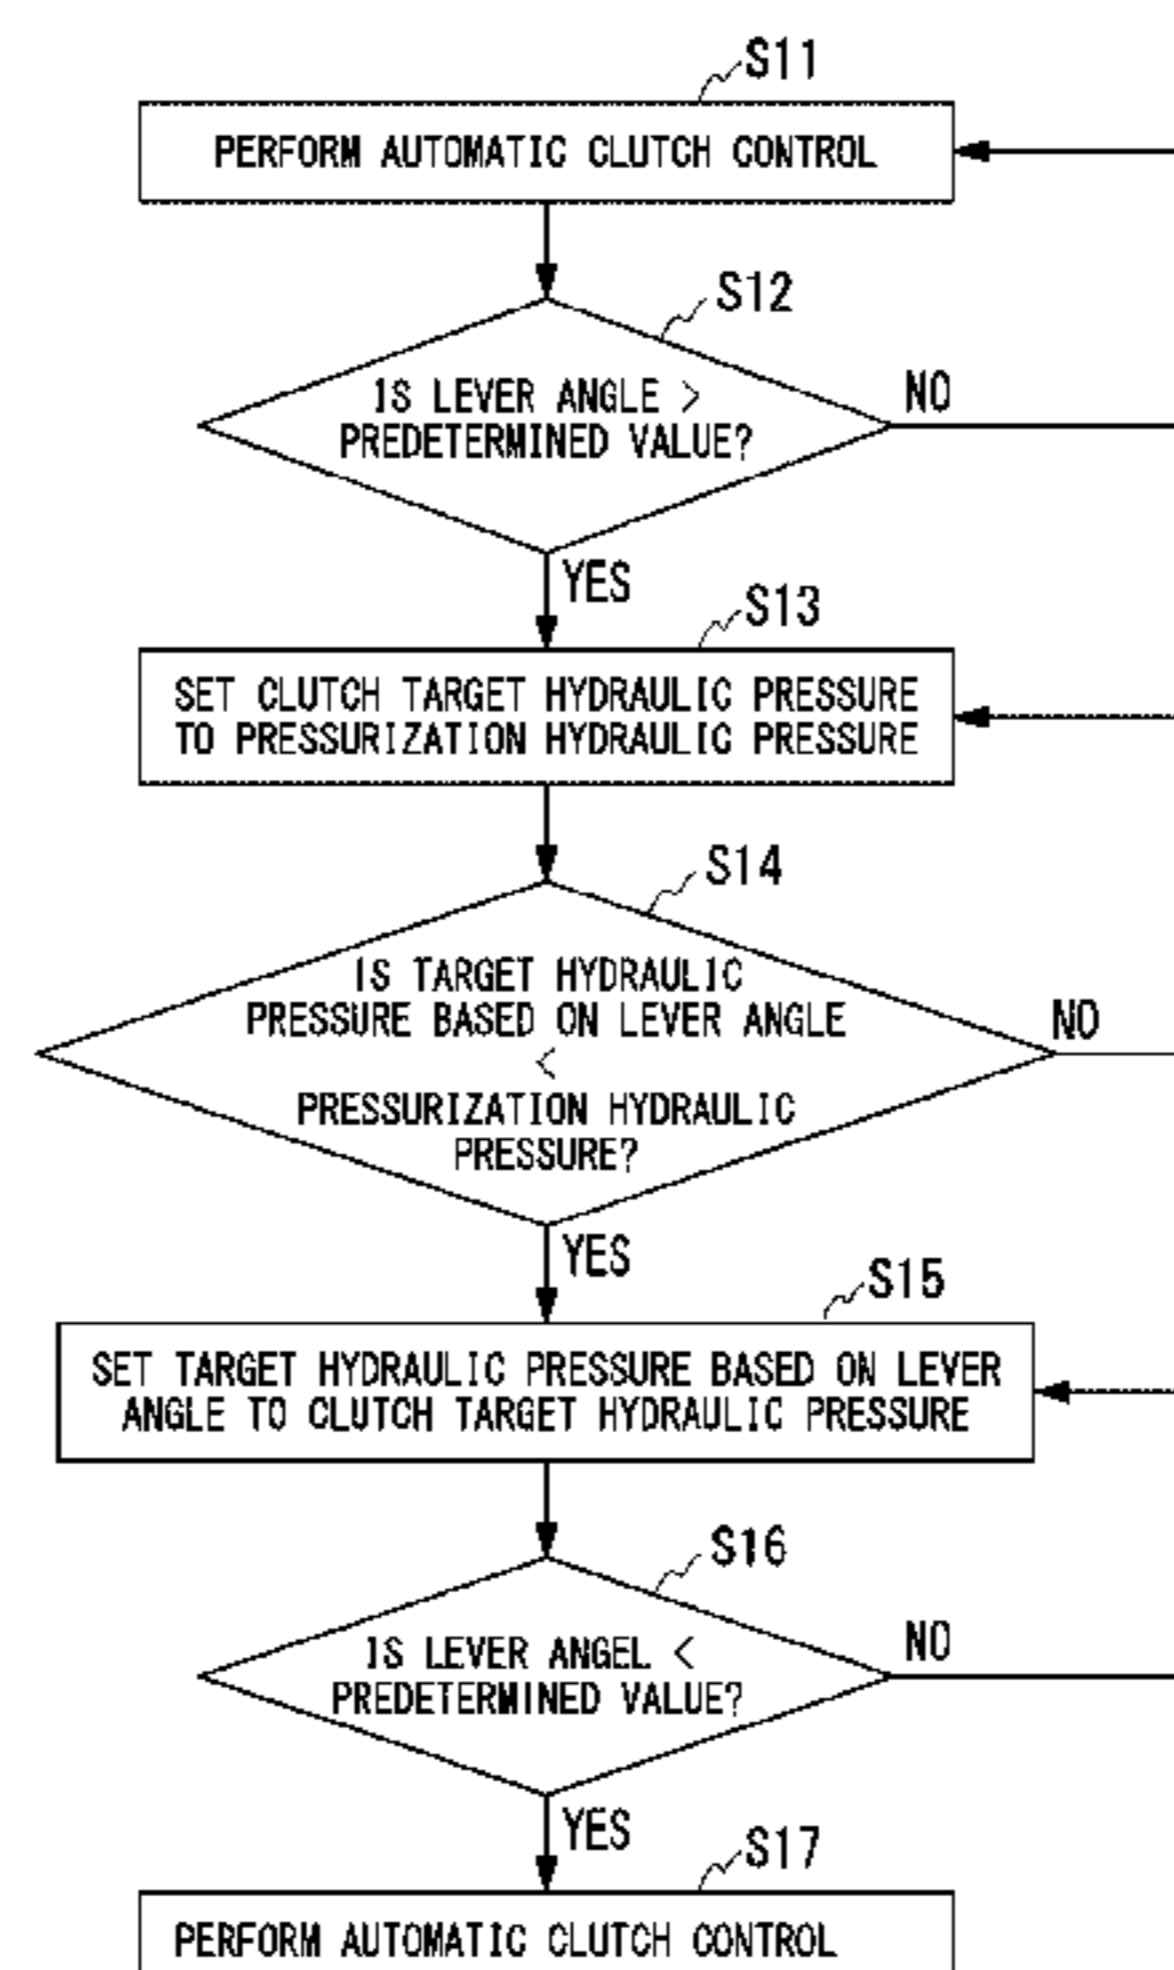 S11
PERFORM AUTOMATIC CLUTCH CONTROL
S12
IS LEVER ANGLE >
PREDETERMINED VALUE?
NO
YES
S13
SET CLUTCH TARGET HYDRAULIC PRESSURE
TO PRESSURIZATION HYDRAULIC PRESSURE
S14
IS TARGET HYDRAULIC
PRESSURE BASED ON LEVER ANGLE
<
PRESSURIZATION HYDRAULIC
PRESSURE?
NO
YES
S15
SET TARGET HYDRAULIC PRESSURE BASED ON LEVER
ANGLE TO CLUTCH TARGET HYDRAULIC PRESSURE
S16
IS LEVER ANGEL <
PREDETERMINED VALUE?
NO
YES
S17
PERFORM AUTOMATIC CLUTCH CONTROL